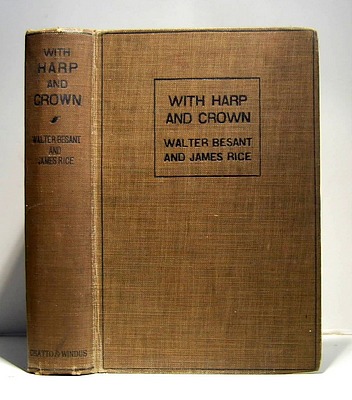 WITH
HARP
AND
CROWN
WALTER BESANT
AND
JAMES RICE
CHATTO & WINDUS
WITH HARP
AND CROWN
WALTER BESANT
AND JAMES RICE